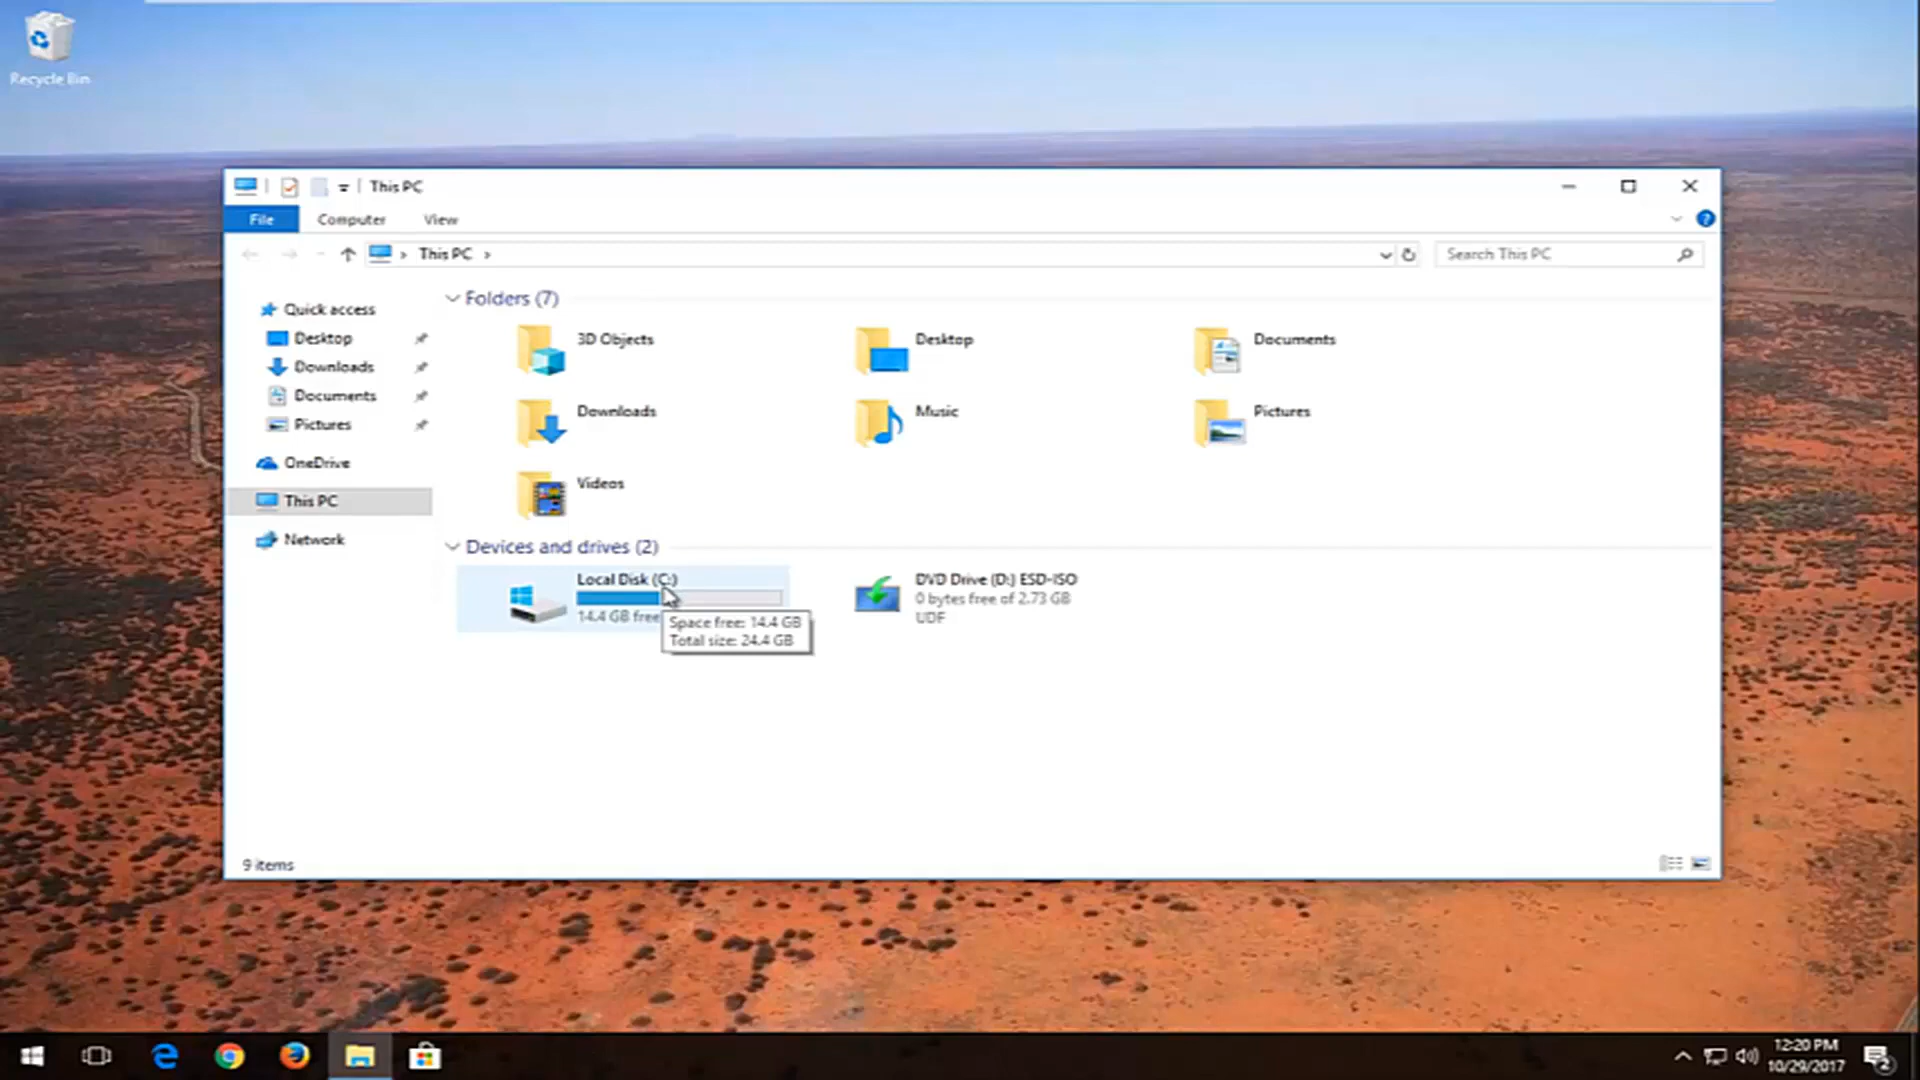 Recycle Bin
This PC
File
Computer
View
This PC
Search This PC
Quick access
Desktop
Downloads
Documents
Pictures
OneDrive
This PC
Network
Folders (7)
3D Objects
Desktop
Documents
Downloads
Music
Pictures
Videos
Devices and drives (2)
Local Disk (C:)
14.4 GB free
Space free: 14.4 GB
Total size: 24.4 GB
DVD Drive (D:) ESD-ISO
0 bytes free of 2.73 GB
UDF
9 items
12:20 PM
10/29/2017
2